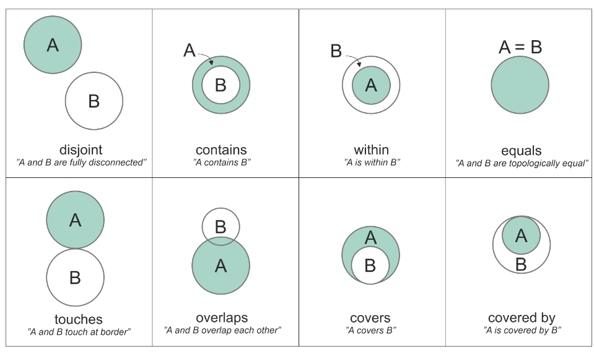 A
B
disjoint
"A and B are fully disconnected"
A
B
contains
"A contains B"
B
A
within
"A is within B"
A = B
equals
"A and B are topologically equal"
A
B
touches
"A and B touch at border"
B
A
overlaps
"A and B overlap each other"
A
B
covers
"A covers B"
A
B
covered by
"A is covered by B"